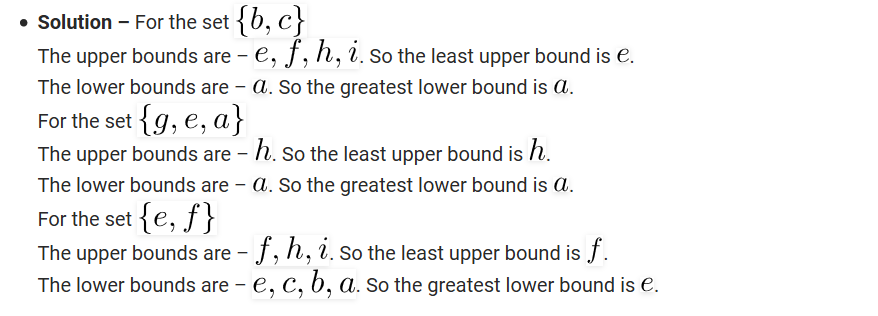 • Solution – For the set {b, c}
The upper bounds are – e, f, h, i. So the least upper bound is e.
The lower bounds are – a. So the greatest lower bound is a.
For the set {g, e, a}
The upper bounds are – h. So the least upper bound is h.
The lower bounds are – a. So the greatest lower bound is a.
For the set {e, f}
The upper bounds are – f, h, i. So the least upper bound is f.
The lower bounds are – e, c, b, a. So the greatest lower bound is e.